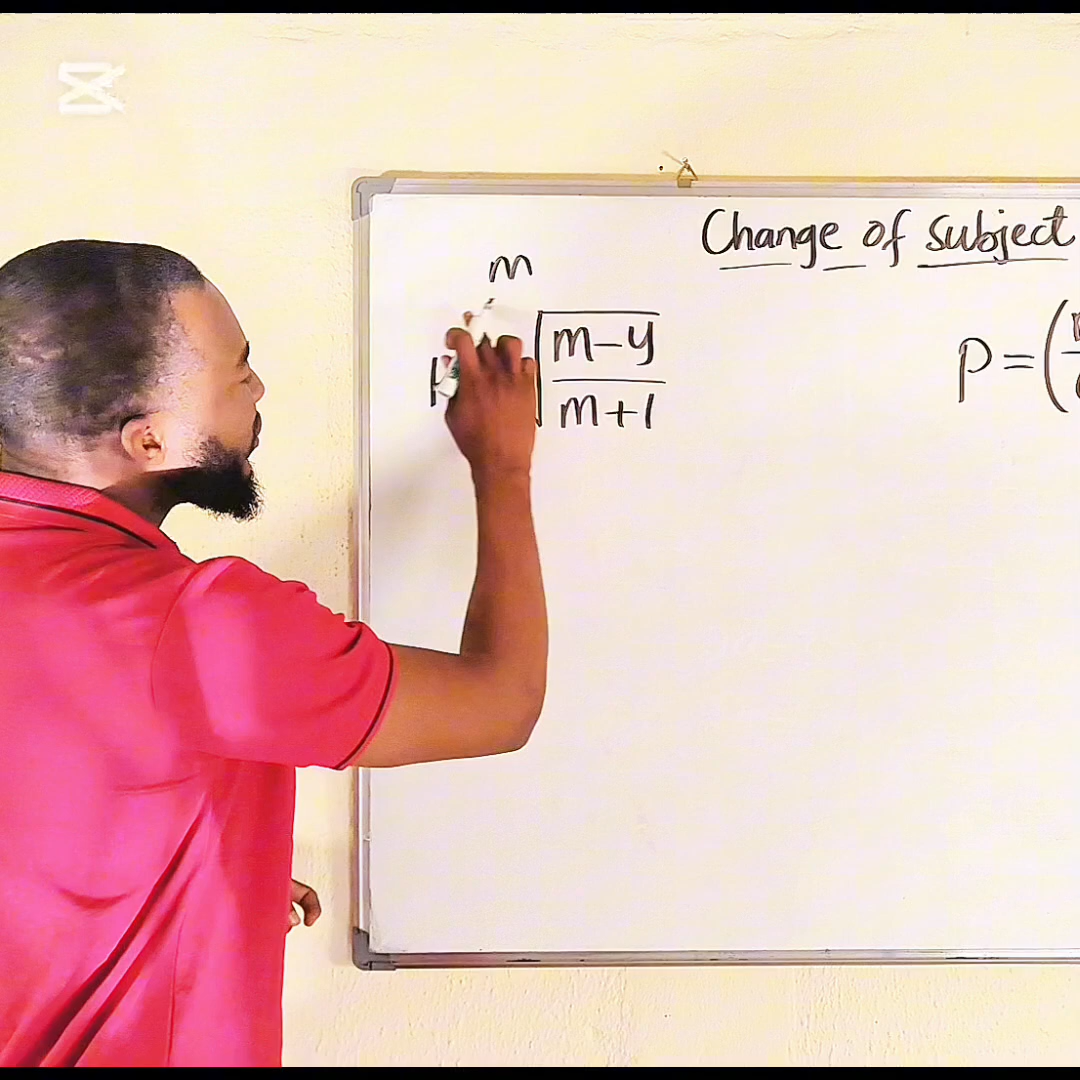 Change of subject
m
√
m-y
m+1
P=(